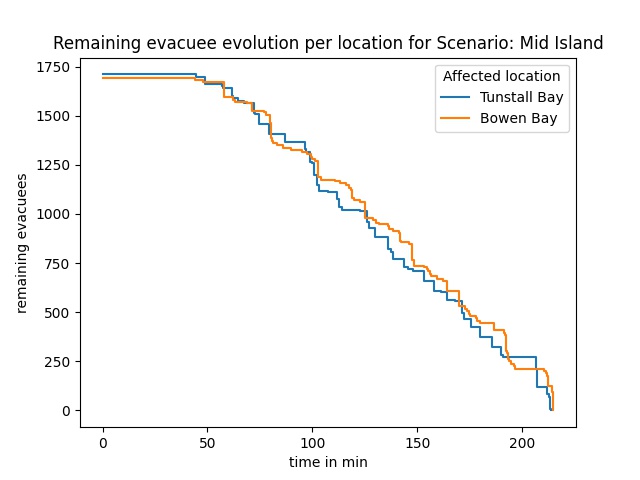 Remaining evacuee evolution per location for Scenario: Mid Island
Affected location
Tunstall Bay
Bowen Bay
remaining evacuees
1750
1500
1250
1000
750
500
250
0
0 50 100 150 200
time in min